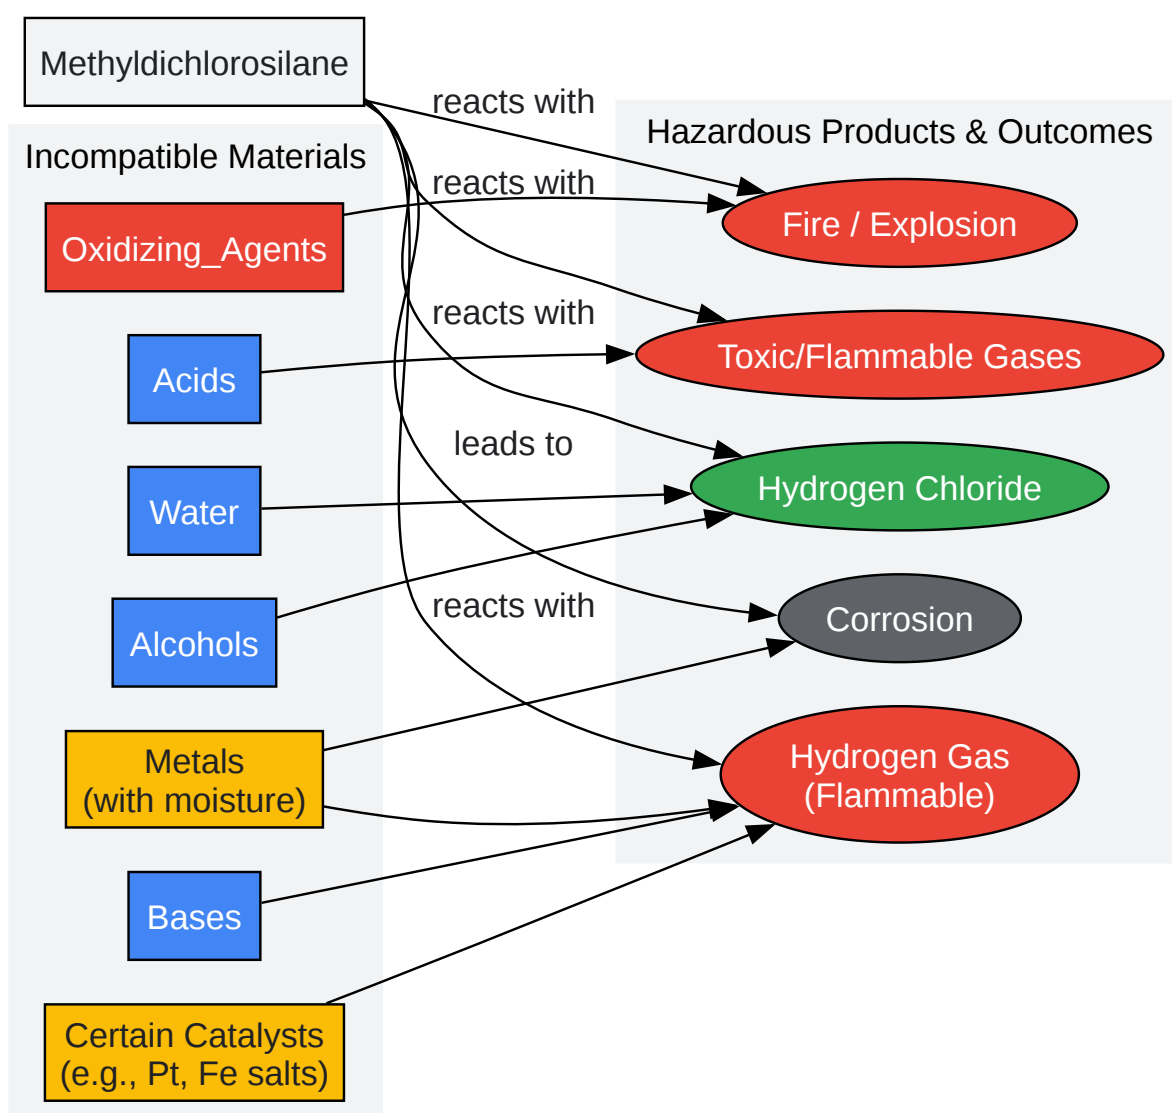 Methyldichlorosilane
Incompatible Materials
Oxidizing_Agents
Acids
Water
Alcohols
Metals
(with moisture)
Bases
Certain Catalysts
(e.g., Pt, Fe salts)
reacts with
reacts with
reacts with
leads to
reacts with
Hazardous Products & Outcomes
Fire / Explosion
Toxic/Flammable Gases
Hydrogen Chloride
Corrosion
Hydrogen Gas
(Flammable)